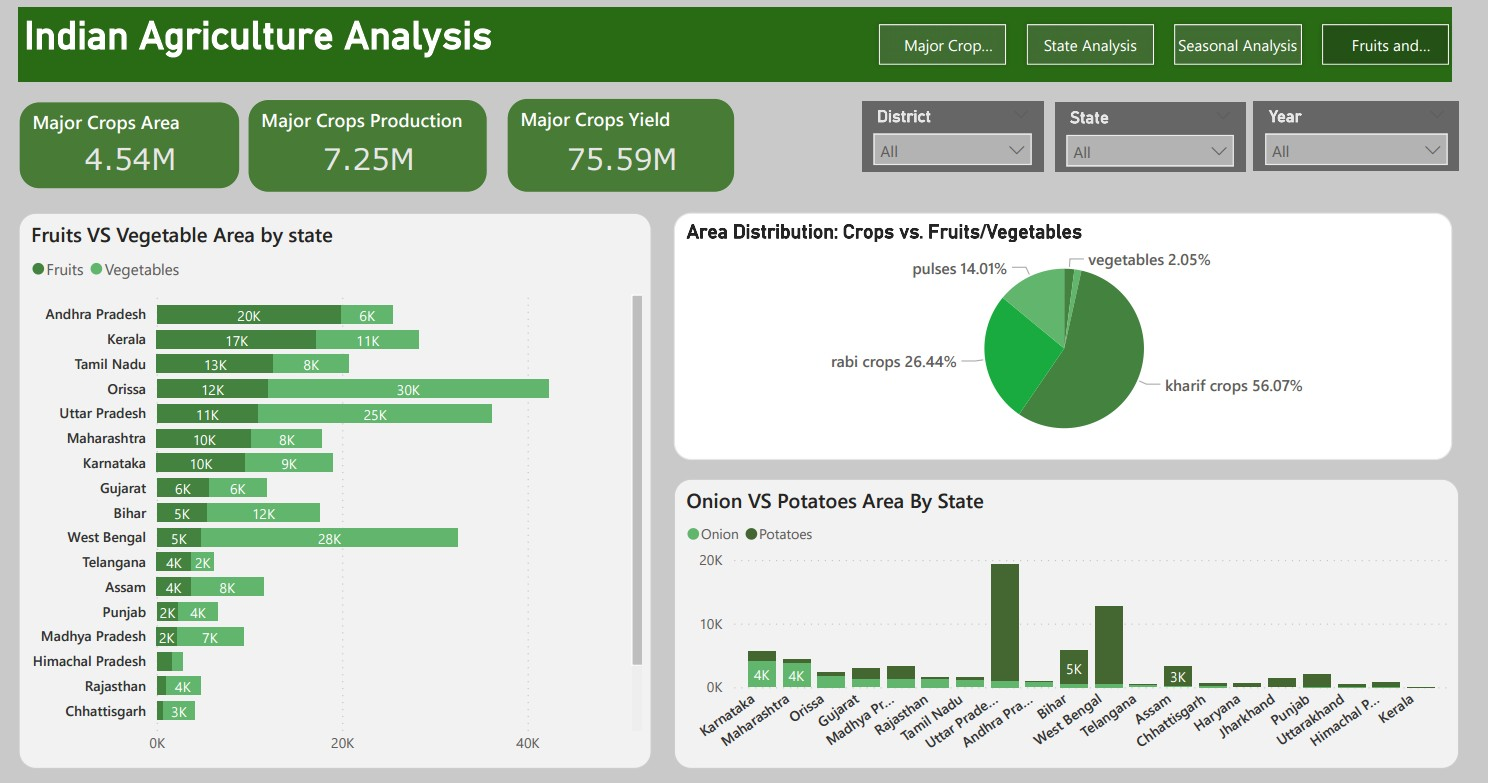 Indian Agriculture Analysis
Major Crop...
State Analysis
Seasonal Analysis
Fruits and...
Major Crops Area
4.54M
Major Crops Production
7.25M
Major Crops Yield
75.59M
District
All
State
All
Year
All
Fruits VS Vegetable Area by state
Fruits Vegetables
Andhra Pradesh 20K 6K
Kerala 17K 11K
Tamil Nadu 13K 8K
Orissa 12K 30K
Uttar Pradesh 11K 25K
Maharashtra 10K 8K
Karnataka 10K 9K
Gujarat 6K 6K
Bihar 5K 12K
West Bengal 5K 28K
Telangana 4K 2K
Assam 4K 8K
Punjab 2K 4K
Madhya Pradesh 2K 7K
Himachal Pradesh
Rajasthan 4K
Chhattisgarh 3K
0K 20K 40K
Area Distribution: Crops vs. Fruits/Vegetables
vegetables 2.05%
pulses 14.01%
rabi crops 26.44%
kharif crops 56.07%
Onion VS Potatoes Area By State
Onion Potatoes
20K
10K
0K
4K
4K
5K
3K
Karnataka
Maharashtra
Orissa
Gujarat
Madhya Pr...
Rajasthan
Tamil Nadu
Uttar Prade...
Andhra Pra...
Bihar
West Bengal
Telangana
Assam
Chhattisgarh
Haryana
Jharkhand
Punjab
Uttarakhand
Himachal P...
Kerala